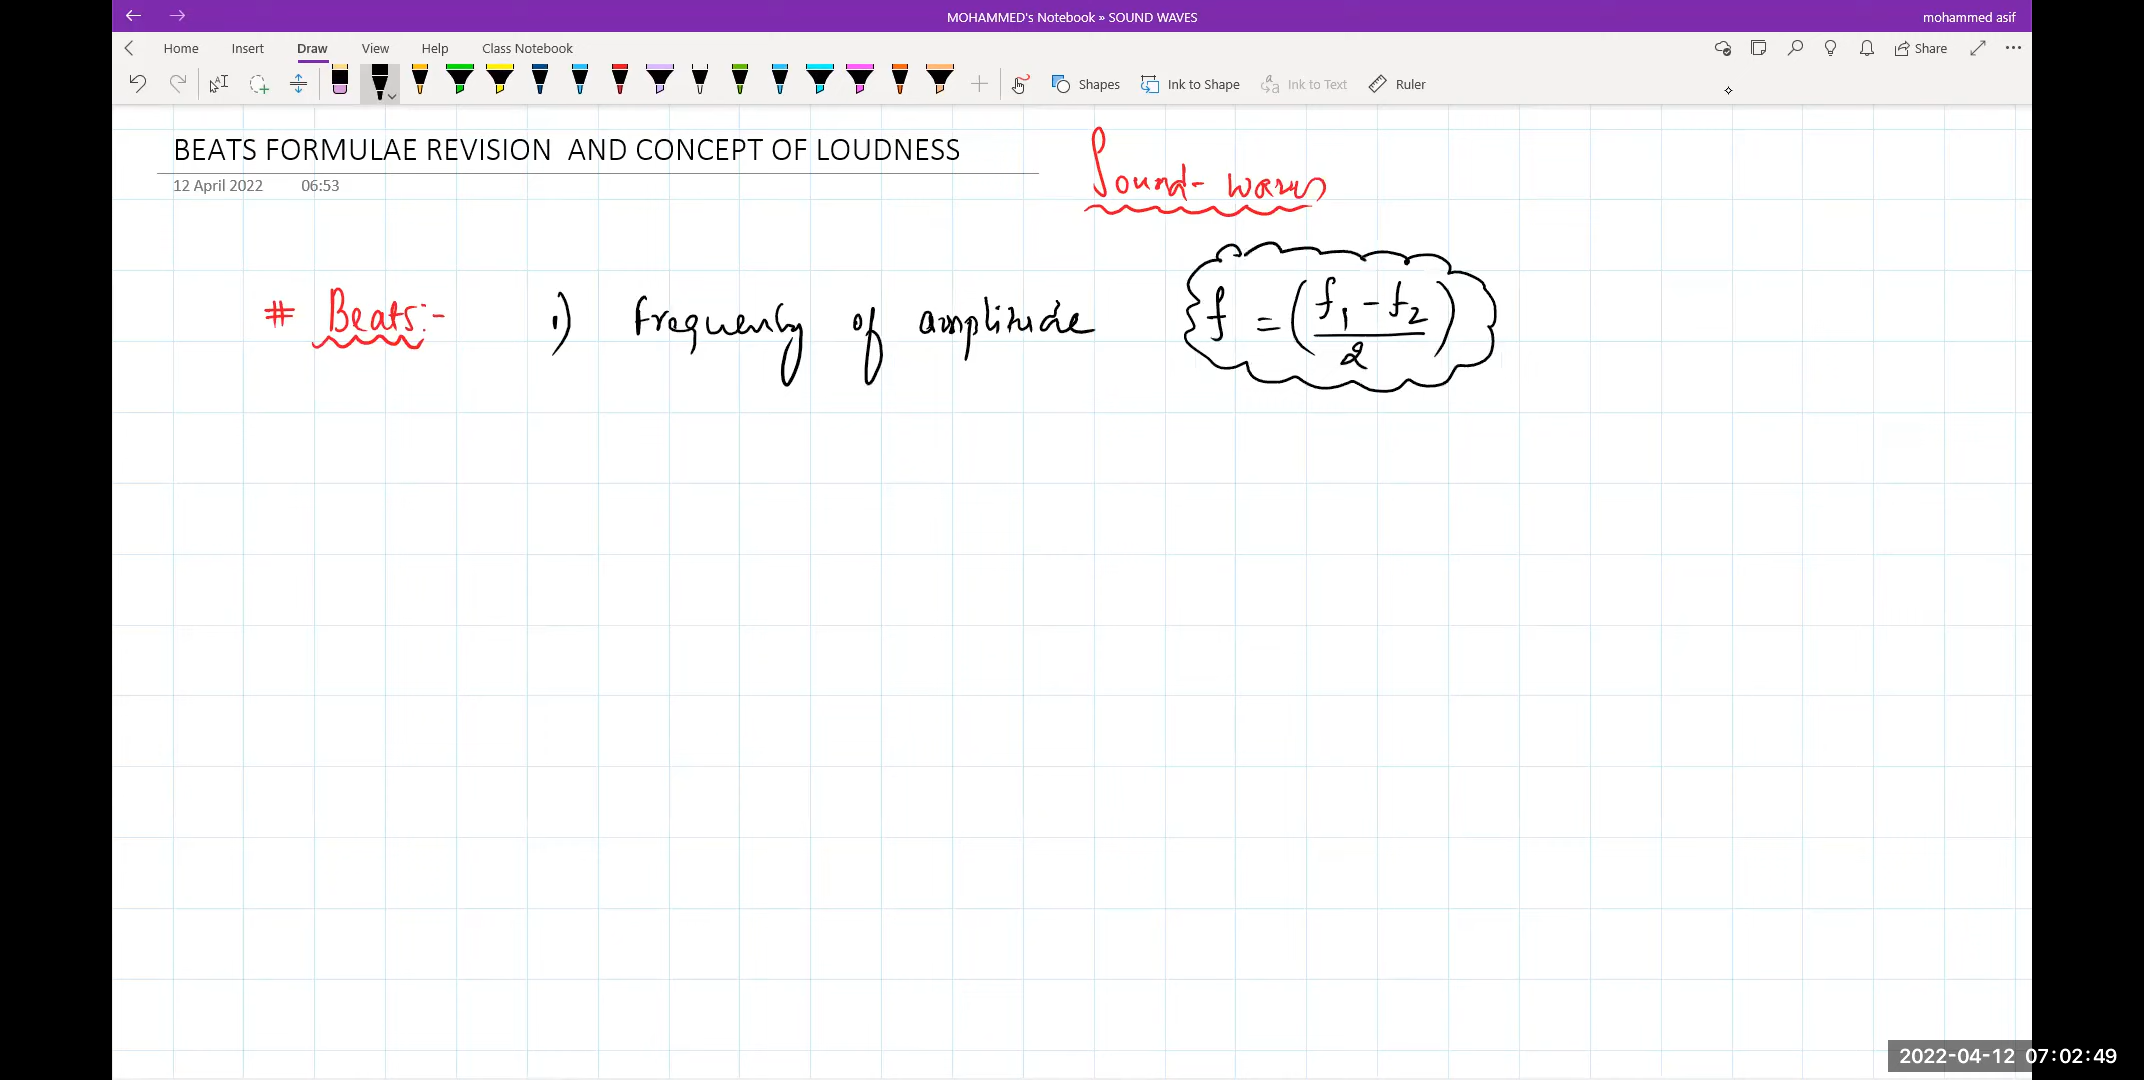 MOHAMMED's Notebook » SOUND WAVES
mohammed asif
Home Insert Draw View Help Class Notebook Share
Shapes Ink to Shape Ink to Text Ruler
BEATS FORMULAE REVISION AND CONCEPT OF LOUDNESS
12 April 2022 06:53
Sound-waves
# Beats:- 1) frequency of amplitude f = (f₁ - f₂ / 2)
2022-04-12 07:02:49